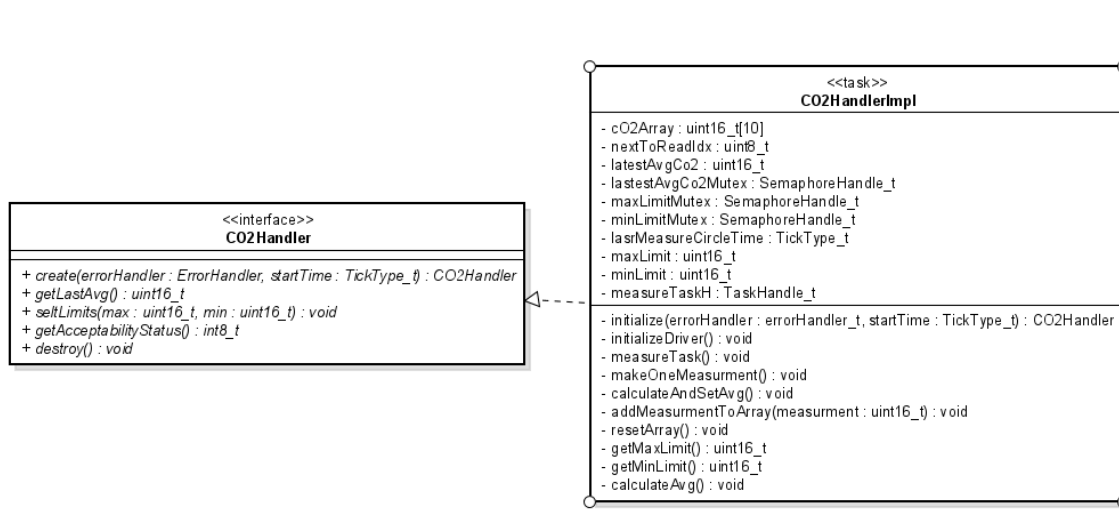 <<interface>>
CO2Handler
+ create(errorHandler : ErrorHandler, startTime : TickType_t) : CO2Handler
+ getLastAvg() : uint16_t
+ seltLimits(max : uint16_t, min : uint16_t) : void
+ getAcceptabilityStatus() : int8_t
+ destroy() : void
<<task>>
CO2HandlerImpl
- cO2Array : uint16_t[10]
- nextToReadIdx : uint8_t
- latestAvgCo2 : uint16_t
- lastestAvgCo2Mutex : SemaphoreHandle_t
- maxLimitMutex : SemaphoreHandle_t
- minLimitMutex : SemaphoreHandle_t
- lasrMeasureCircleTime : TickType_t
- maxLimit : uint16_t
- minLimit : uint16_t
- measureTaskH : TaskHandle_t
- initialize(errorHandler : errorHandler_t, startTime : TickType_t) : CO2Handler
- initializeDriver() : void
- measureTask() : void
- makeOneMeasurment() : void
- calculateAndSetAvg() : void
- addMeasurmentToArray(measurment : uint16_t) : void
- resetArray() : void
- getMaxLimit() : uint16_t
- getMinLimit() : uint16_t
- calculateAvg() : void